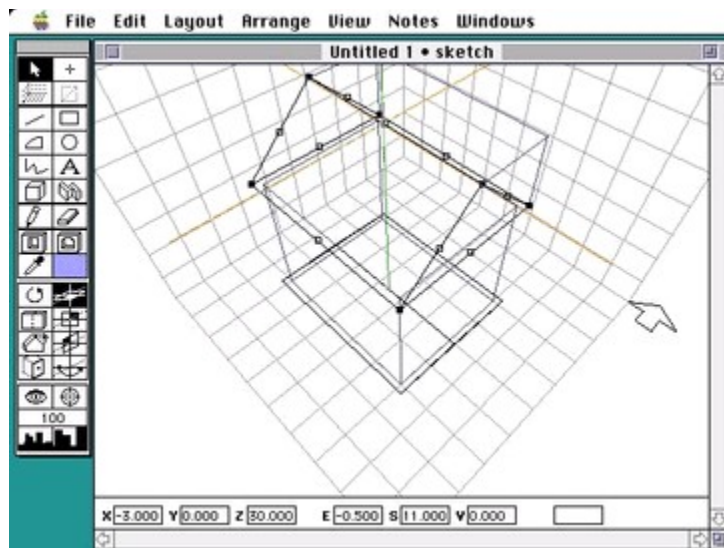 File Edit Layout Arrange View Notes Windows
Untitled 1 • sketch
A
100
X -3.000 Y 0.000 Z 30.000 E -0.500 S 11.000 V 0.000